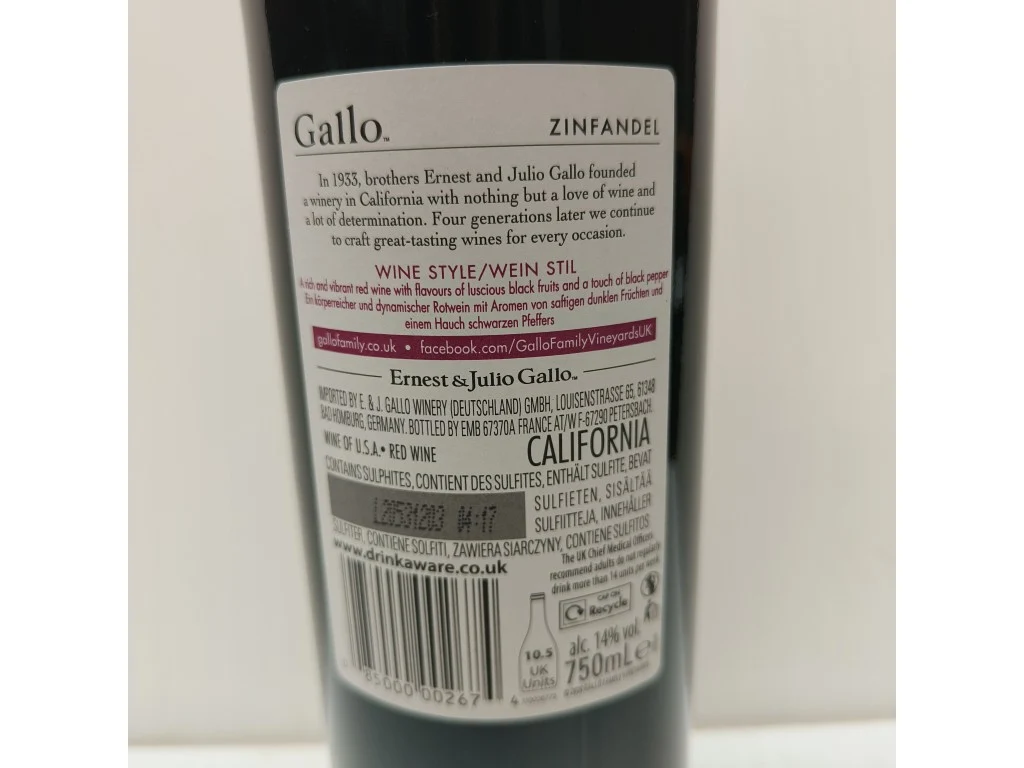 Gallo™ ZINFANDEL
In 1933, brothers Ernest and Julio Gallo founded
a winery in California with nothing but a love of wine and
a lot of determination. Four generations later we continue
to craft great-tasting wines for every occasion.
WINE STYLE/WEIN STIL
A rich and vibrant red wine with flavours of luscious black fruits and a touch of black pepper
Ein körperreicher und dynamischer Rotwein mit Aromen von saftigen dunklen Früchten und
einem Hauch schwarzen Pfeffers
gallofamily.co.uk • facebook.com/GalloFamilyVineyardsUK
Ernest & Julio Gallo™
IMPORTED BY E. & J. GALLO WINERY (DEUTSCHLAND) GMBH, LOUISENSTRASSE 65, 61348
BAD HOMBURG, GERMANY. BOTTLED BY EMB 67370A FRANCE AT/W F-67290 PETERSBACH.
WINE OF U.S.A.• RED WINE CALIFORNIA
CONTAINS SULPHITES, CONTIENT DES SULFITES, ENTHÄLT SULFITE, BEVAT
SULFIETEN, SISÄLTÄÄ
L20531203 04:17 SULFIITTEJA, INNEHÅLLER
SULFITER, CONTIENE SOLFITI, ZAWIERA SIARCZYNY, CONTIENE SULFITOS
www.drinkaware.co.uk
The UK Chief Medical Officers
recommend adults do not regularly
drink more than 14 units per week
CAP ON
Recycle
10.5
UK
Units
alc. 14% vol.
750mL e
85000 00267 4